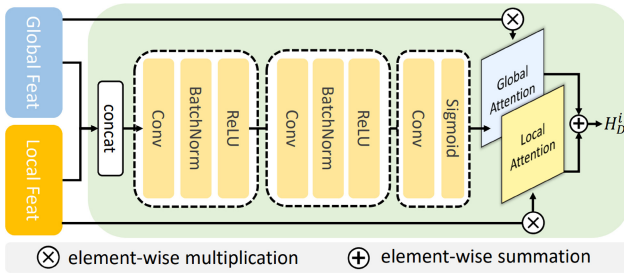 Global Feat
Local Feat
concat
Conv
BatchNorm
ReLU
Conv
BatchNorm
ReLU
Conv
Sigmoid
Global
Attention
Local
Attention
H_D^i
element-wise multiplication
element-wise summation